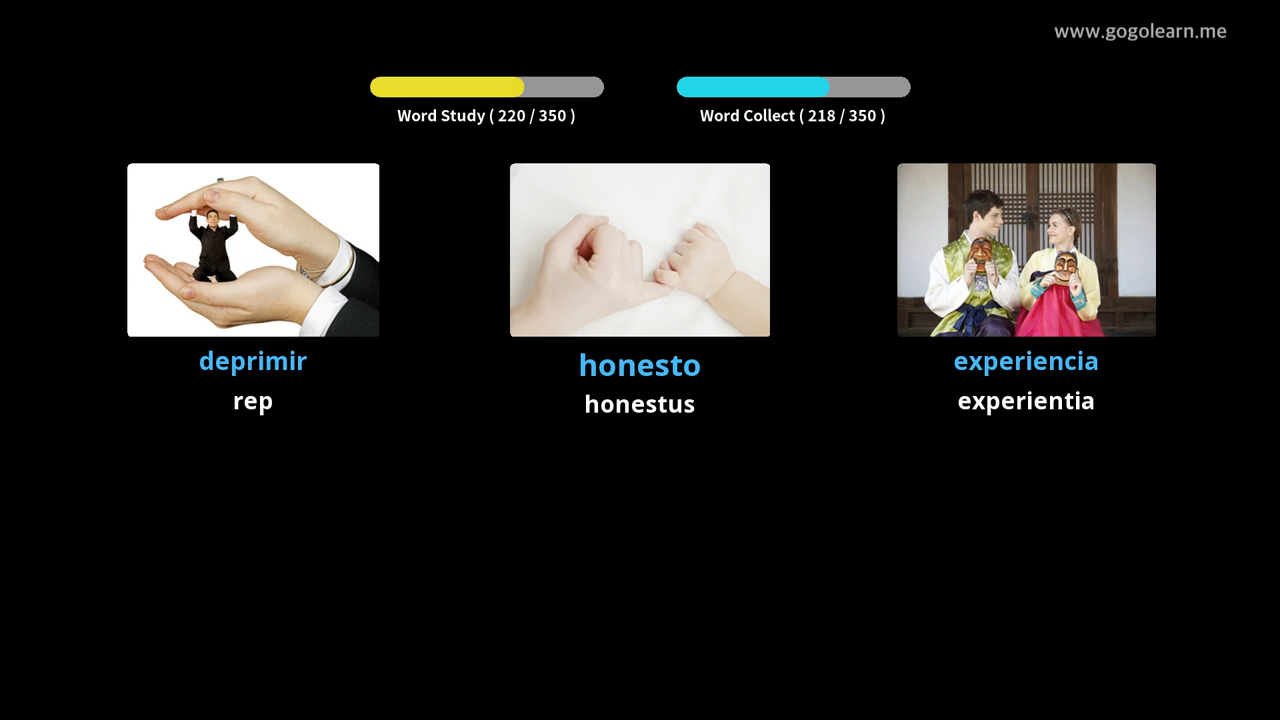 www.gogolearn.me
Word Study ( 220 / 350 )
Word Collect ( 218 / 350 )
deprimir
rep
honesto
honestus
experiencia
experientia